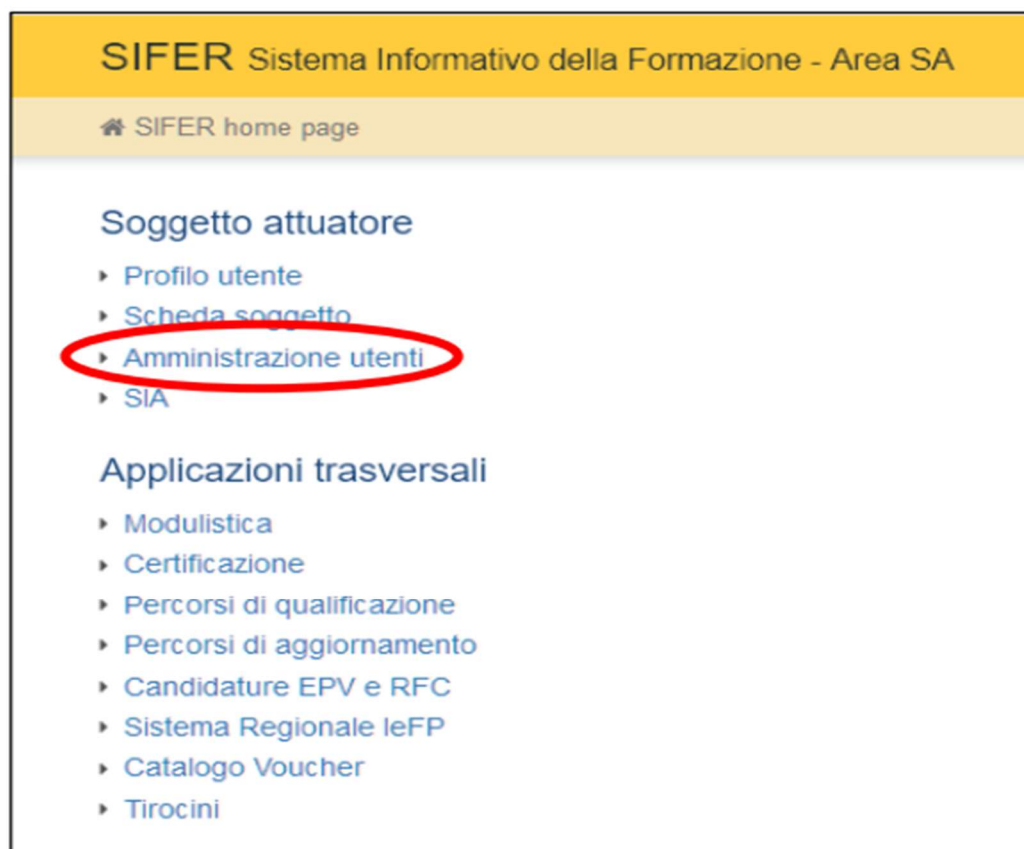 SIFER Sistema Informativo della Formazione - Area SA
SIFER home page
Soggetto attuatore
Profilo utente
Scheda soggetto
Amministrazione utenti
SIA
Applicazioni trasversali
Modulistica
Certificazione
Percorsi di qualificazione
Percorsi di aggiornamento
Candidature EPV e RFC
Sistema Regionale IeFP
Catalogo Voucher
Tirocini